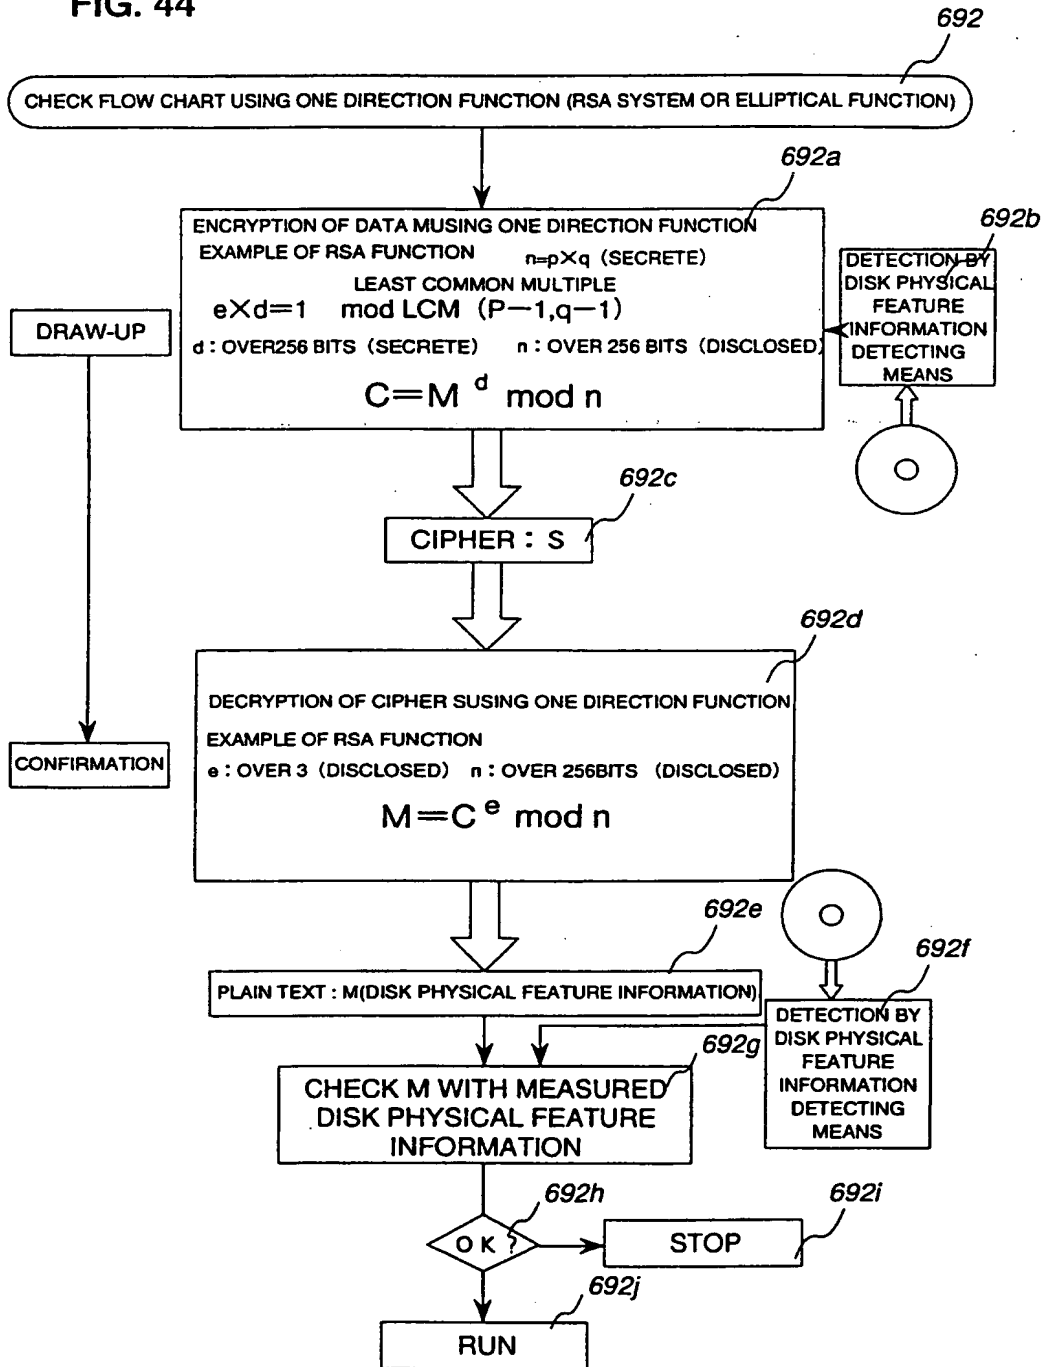 FIG. 44
692
CHECK FLOW CHART USING ONE DIRECTION FUNCTION (RSA SYSTEM OR ELLIPTICAL FUNCTION)
692a
ENCRYPTION OF DATA MUSING ONE DIRECTION FUNCTION
EXAMPLE OF RSA FUNCTION n=p×q (SECRETE)
LEAST COMMON MULTIPLE
e×d=1 mod LCM (P−1,q−1)
d : OVER256 BITS (SECRETE) n : OVER 256 BITS (DISCLOSED)
C=M^d mod n
692b
DETECTION BY
DISK PHYSICAL
FEATURE
INFORMATION
DETECTING
MEANS
DRAW-UP
692c
CIPHER : S
692d
DECRYPTION OF CIPHER SUSING ONE DIRECTION FUNCTION
EXAMPLE OF RSA FUNCTION
e : OVER 3 (DISCLOSED) n : OVER 256BITS (DISCLOSED)
M=C^e mod n
CONFIRMATION
692e
PLAIN TEXT : M(DISK PHYSICAL FEATURE INFORMATION)
692f
DETECTION BY
DISK PHYSICAL
FEATURE
INFORMATION
DETECTING
MEANS
692g
CHECK M WITH MEASURED
DISK PHYSICAL FEATURE
INFORMATION
692h
OK ?
692i
STOP
692j
RUN